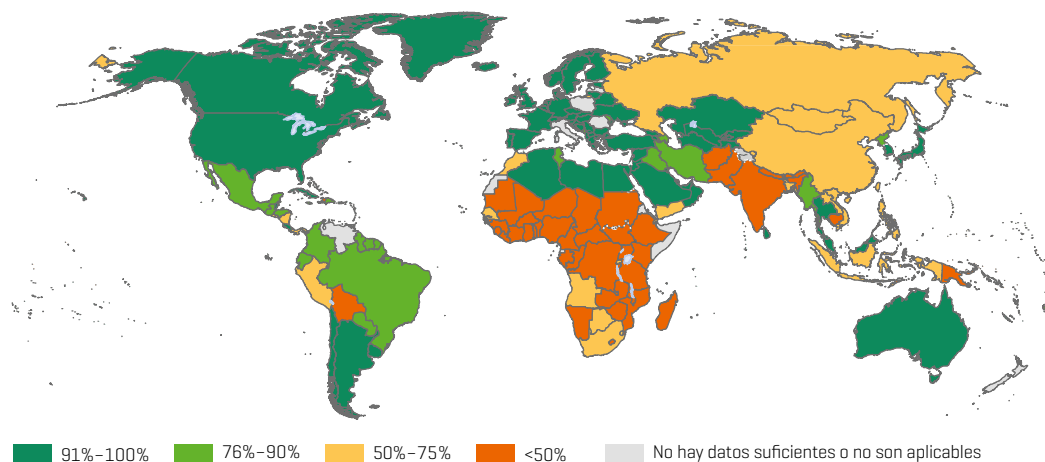 91%–100%
76%–90%
50%–75%
<50%
No hay datos suficientes o no son aplicables